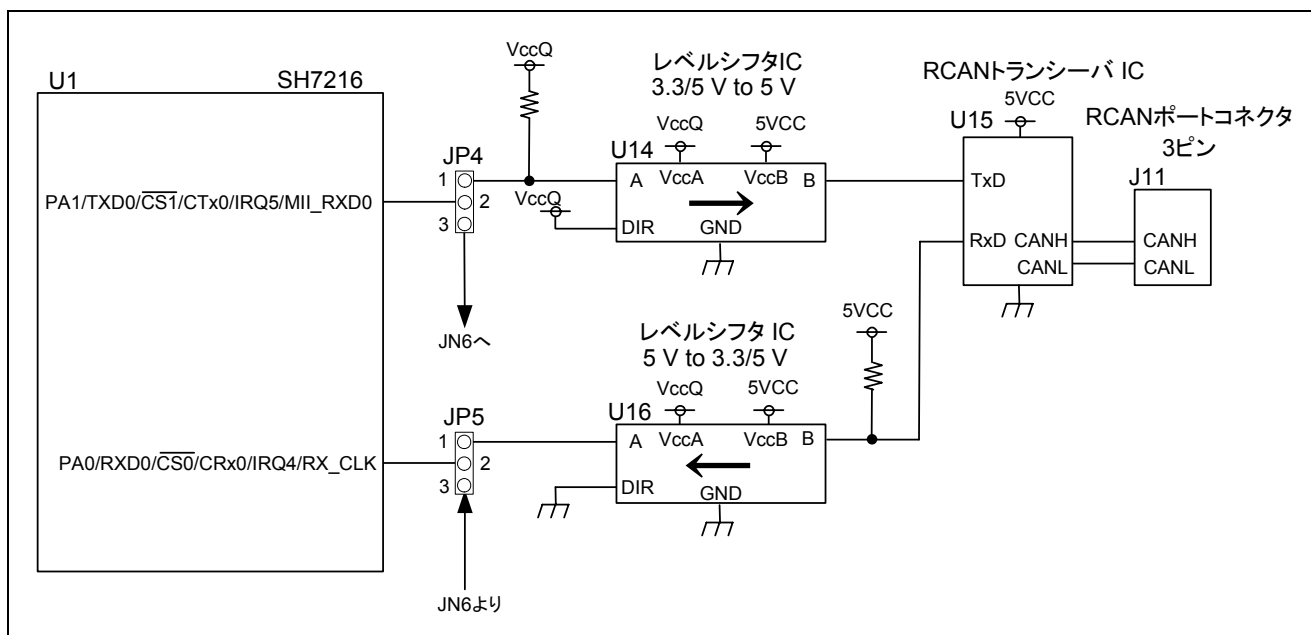 U1
SH7216
PA1/TXD0/CS1/CTx0/IRQ5/MII_RXD0
PA0/RXD0/CS0/CRx0/IRQ4/RX_CLK
JP4
1
2
3
JN6へ
JP5
1
2
3
JN6より
VccQ
VccQ
レベルシフタIC
3.3/5 V to 5 V
VccQ
5VCC
U14
A
VccA
VccB
B
DIR
GND
レベルシフタ IC
5 V to 3.3/5 V
VccQ
5VCC
U16
A
VccA
VccB
B
DIR
GND
5VCC
RCANトランシーバ IC
5VCC
U15
TxD
RxD
CANH
CANL
RCANポートコネクタ
3ピン
J11
CANH
CANL